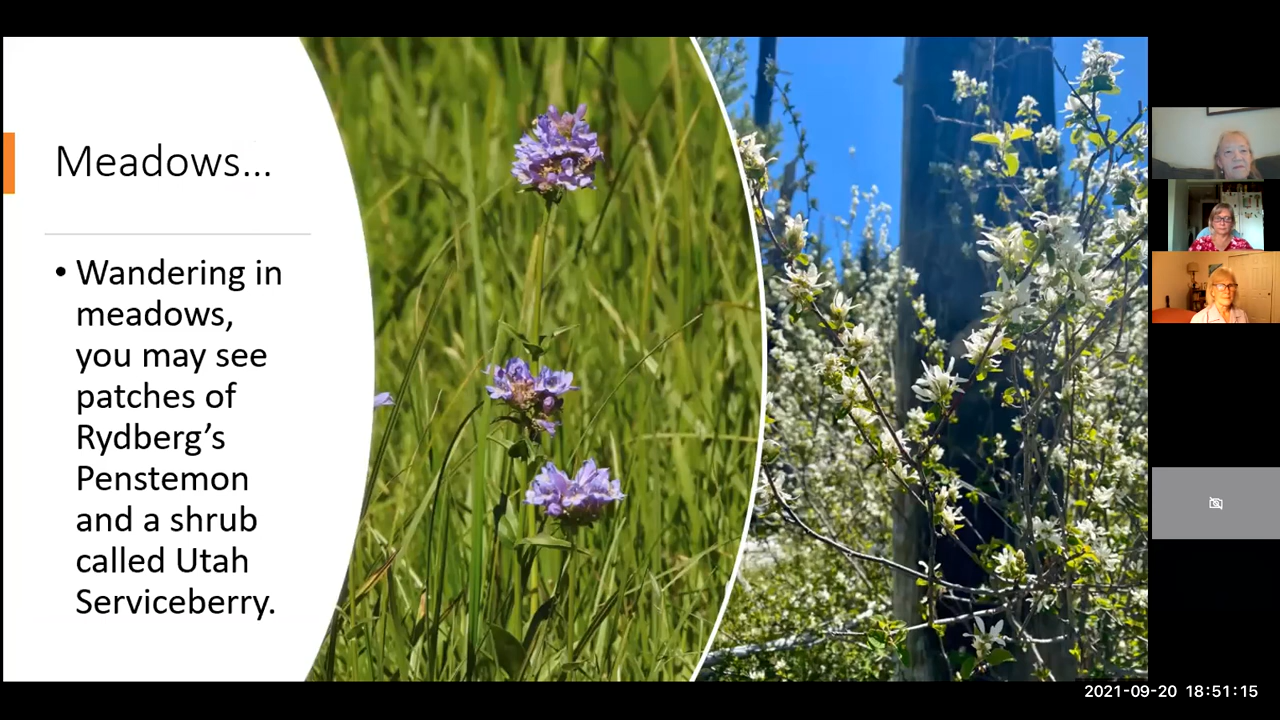 Meadows...
• Wandering in
meadows,
you may see
patches of
Rydberg’s
Penstemon
and a shrub
called Utah
Serviceberry.
2021-09-20 18:51:15